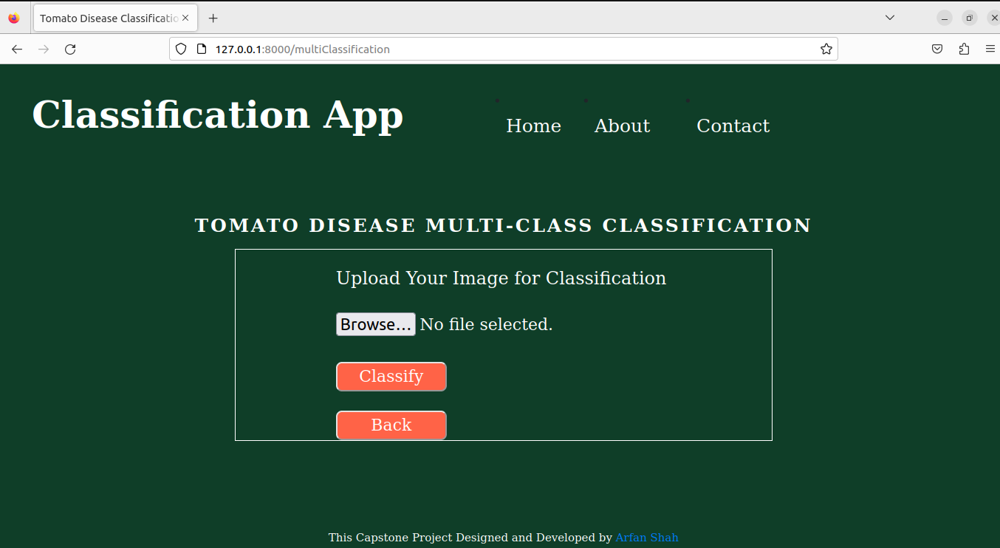 Tomato Disease Classificatio
127.0.0.1:8000/multiClassification
Classification App
Home About Contact
TOMATO DISEASE MULTI-CLASS CLASSIFICATION
Upload Your Image for Classification
Browse... No file selected.
Classify
Back
This Capstone Project Designed and Developed by Arfan Shah